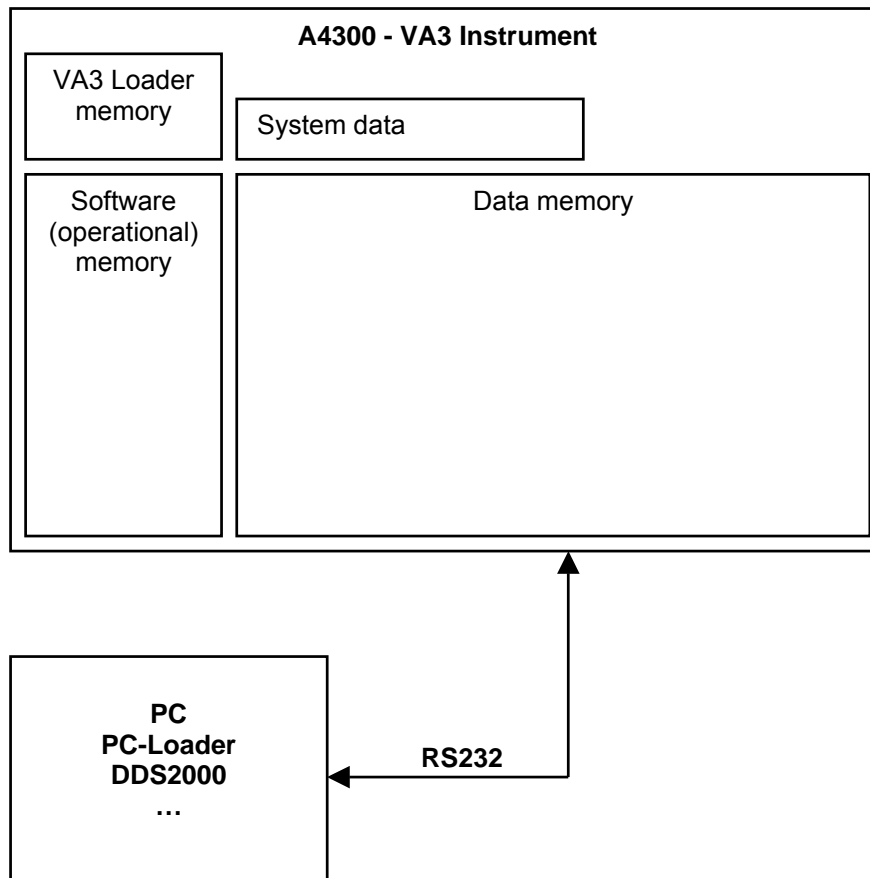 A4300 - VA3 Instrument
VA3 Loader
memory
System data
Software
(operational)
memory
Data memory
PC
PC-Loader
DDS2000
…
RS232